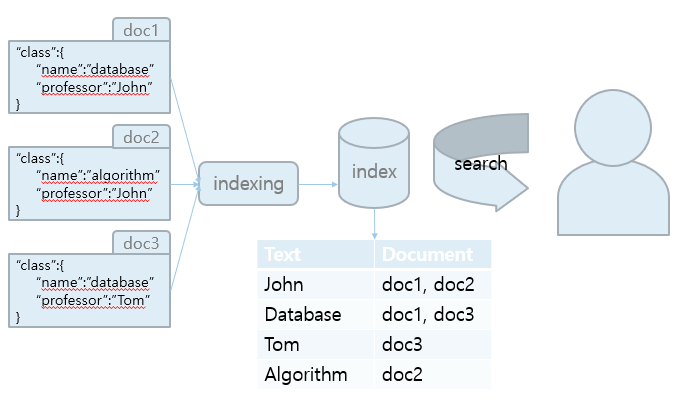 doc1
“class”:{
“name”:”database”
“professor”:”John”
}
doc2
“class”:{
“name”:”algorithm”
“professor”:”John”
}
doc3
“class”:{
“name”:”database”
“professor”:”Tom”
}
indexing
index
search
Text Document
John doc1, doc2
Database doc1, doc3
Tom doc3
Algorithm doc2